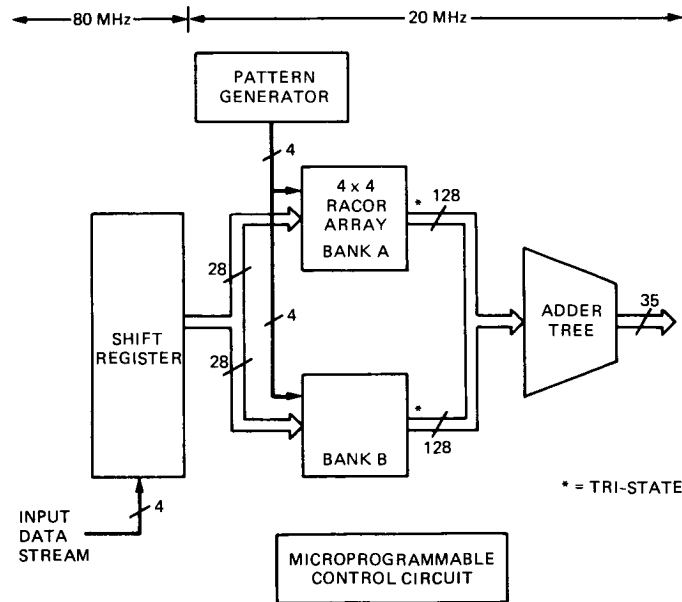 80 MHz
20 MHz
PATTERN
GENERATOR
4
4 x 4
RACOR
ARRAY
BANK A
* 128
28
4
28
SHIFT
REGISTER
ADDER
TREE
35
BANK B
* 128
* = TRI-STATE
INPUT
DATA
STREAM
4
MICROPROGRAMMABLE
CONTROL CIRCUIT